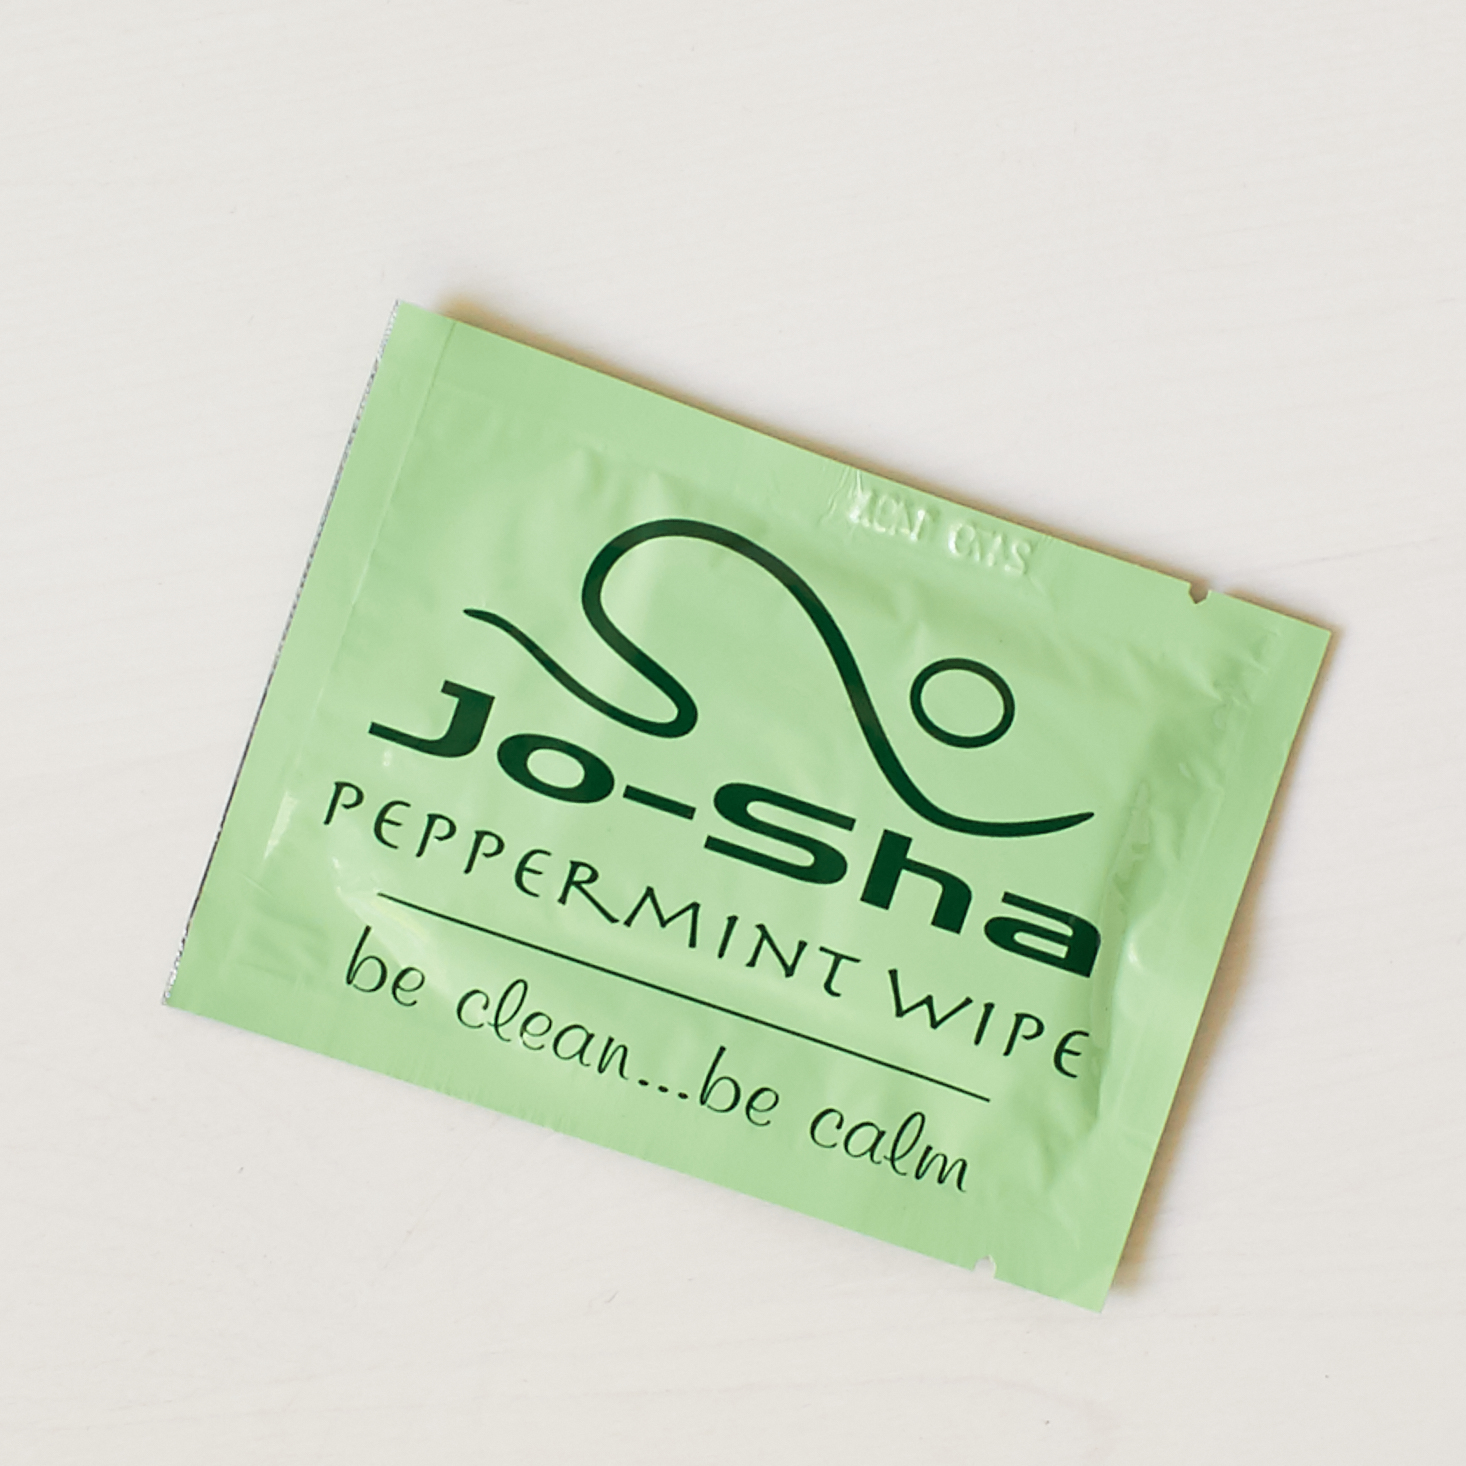 Jo-Sha
PEPPERMINT WIPE
be clean...be calm